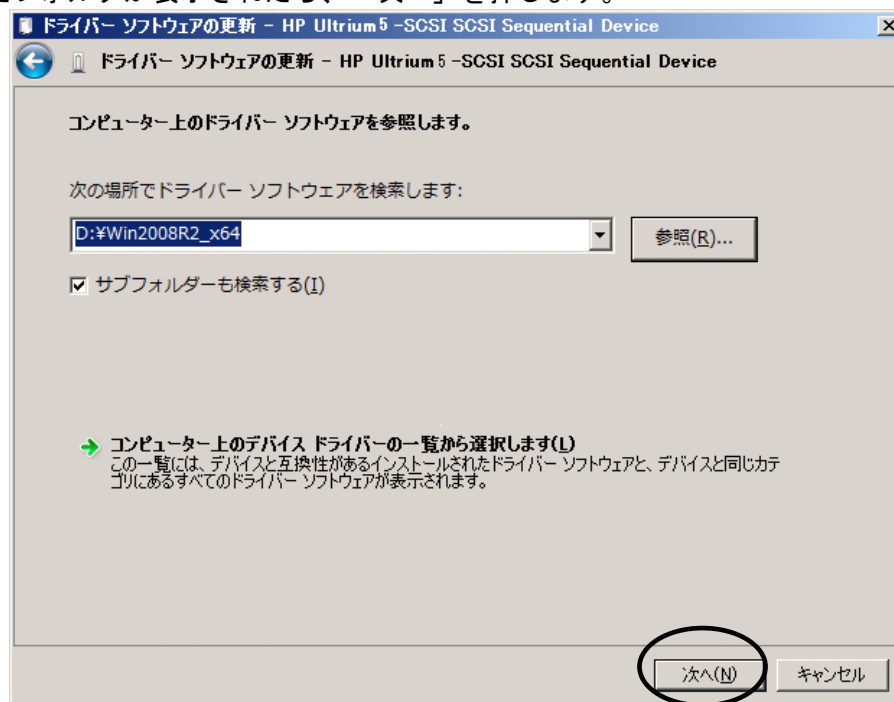 ドライバー ソフトウェアの更新 - HP Ultrium 5 -SCSI SCSI Sequential Device
ドライバー ソフトウェアの更新 - HP Ultrium 5 -SCSI SCSI Sequential Device
コンピューター上のドライバー ソフトウェアを参照します。
次の場所でドライバー ソフトウェアを検索します:
D:¥Win2008R2_x64
参照(R)...
サブフォルダーも検索する(I)
コンピューター上のデバイス ドライバーの一覧から選択します(L)
この一覧には、デバイスと互換性があるインストールされたドライバー ソフトウェアと、デバイスと同じカテ
ゴリにあるすべてのドライバー ソフトウェアが表示されます。
次へ(N)
キャンセル